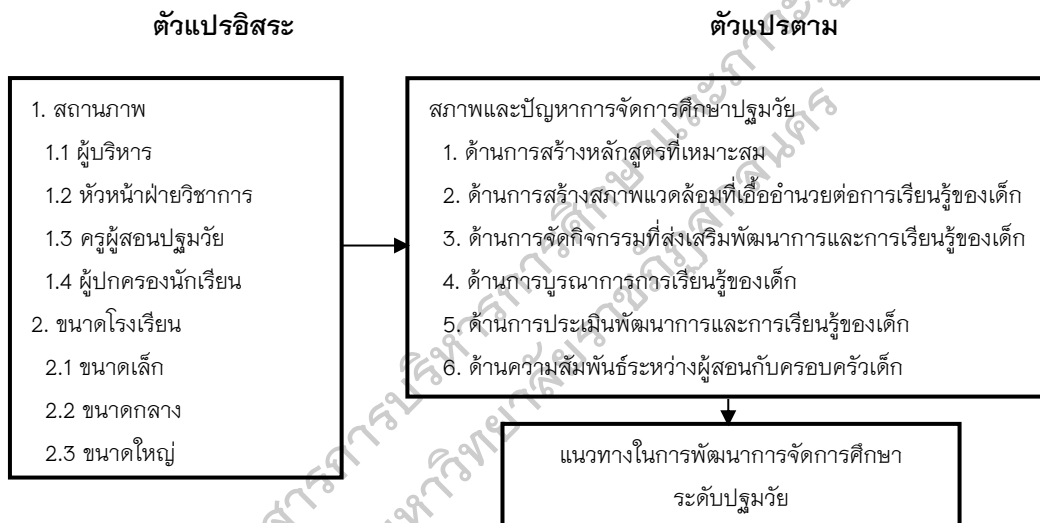 ตัวแปรอิสระ
1. สถานภาพ
1.1 ผู้บริหาร
1.2 หัวหน้าฝ่ายวิชาการ
1.3 ครูผู้สอนปฐมวัย
1.4 ผู้ปกครองนักเรียน
2. ขนาดโรงเรียน
2.1 ขนาดเล็ก
2.2 ขนาดกลาง
2.3 ขนาดใหญ่
ตัวแปรตาม
สภาพและปัญหาการจัดการศึกษาปฐมวัย
1. ด้านการสร้างหลักสูตรที่เหมาะสม
2. ด้านการสร้างสภาพแวดล้อมที่เอื้ออำนวยต่อการเรียนรู้ของเด็ก
3. ด้านการจัดกิจกรรมที่ส่งเสริมพัฒนาการและการเรียนรู้ของเด็ก
4. ด้านการบูรณาการการเรียนรู้ของเด็ก
5. ด้านการประเมินพัฒนาการและการเรียนรู้ของเด็ก
6. ด้านความสัมพันธ์ระหว่างผู้สอนกับครอบครัวเด็ก
แนวทางในการพัฒนาการจัดการศึกษา
ระดับปฐมวัย